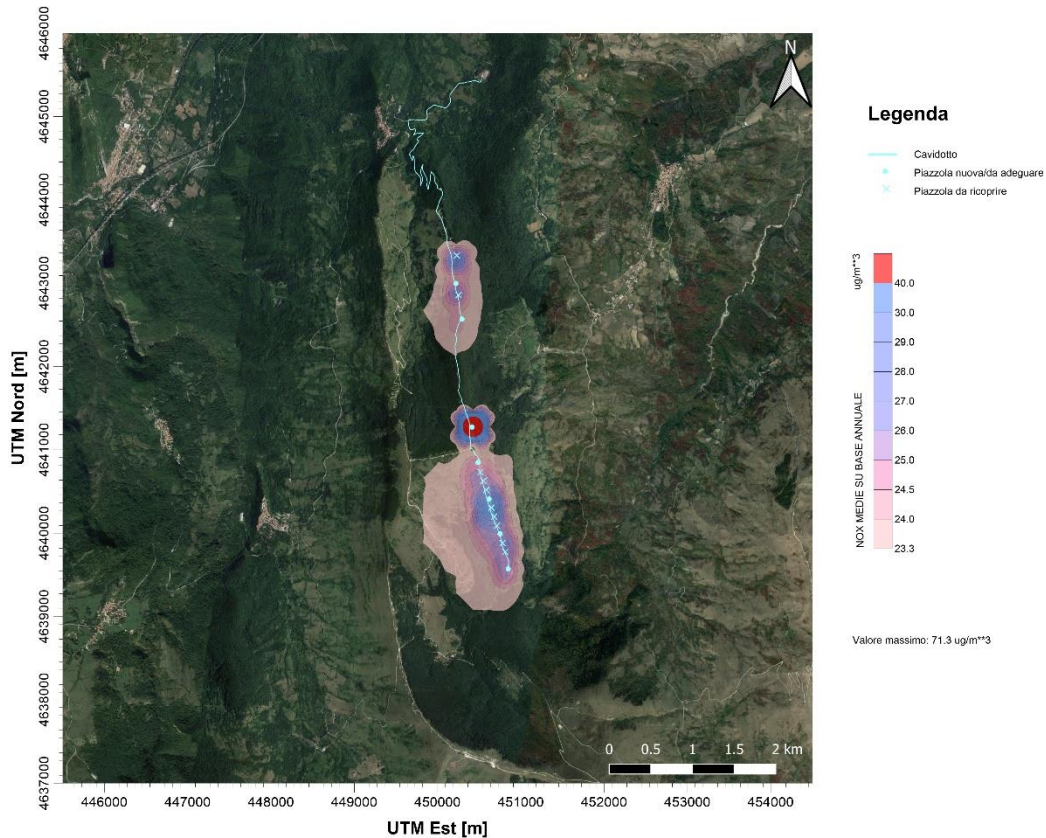 4646000
4645000
4644000
4643000
4642000
4641000
4640000
4639000
4638000
4637000
UTM Nord [m]
N
0 0.5 1 1.5 2 km
446000 447000 448000 449000 450000 451000 452000 453000 454000
UTM Est [m]
Legenda
Cavidotto
Piazzola nuova/da adeguare
Piazzola da ricoprire
ug/m**3
40.0
30.0
29.0
28.0
27.0
26.0
25.0
24.5
24.0
23.3
NOX MEDIE SU BASE ANNUALE
Valore massimo: 71.3 ug/m**3